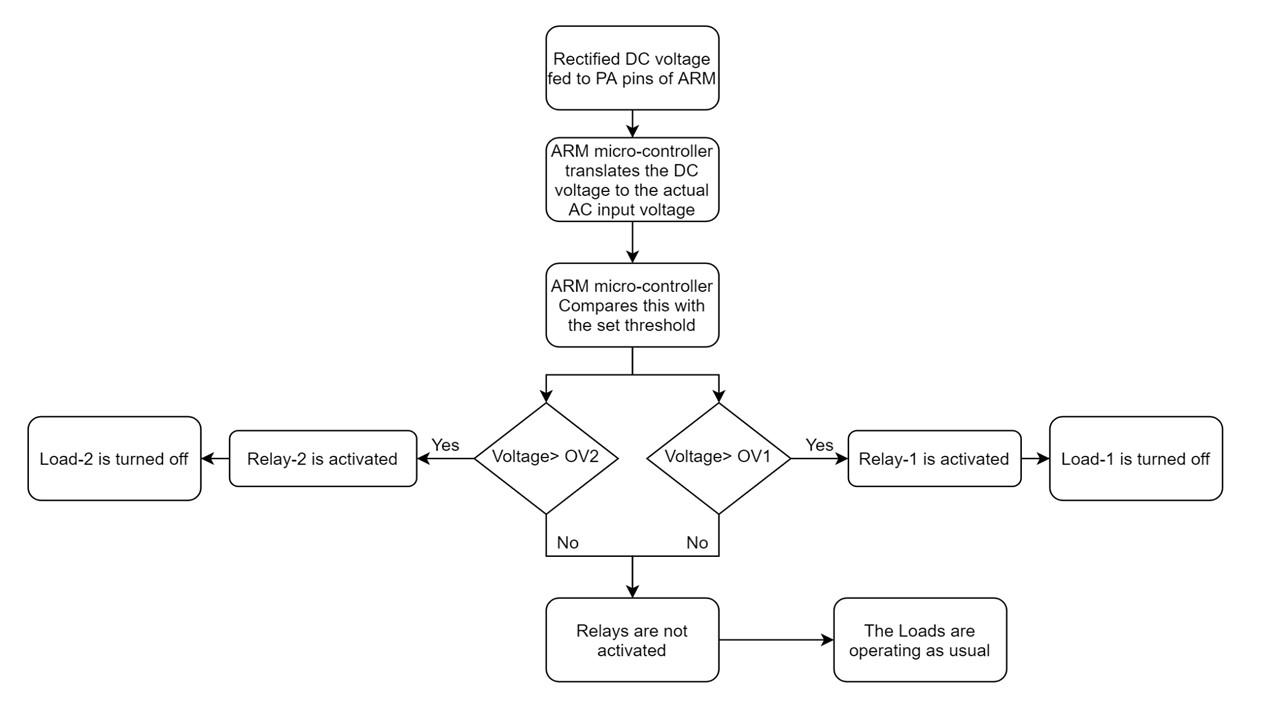 Rectified DC voltage
fed to PA pins of ARM
ARM micro-controller
translates the DC
voltage to the actual
AC input voltage
ARM micro-controller
Compares this with
the set threshold
Load-2 is turned off
Relay-2 is activated
Yes
Voltage> OV2
Voltage> OV1
Yes
Relay-1 is activated
Load-1 is turned off
No
No
Relays are not
activated
The Loads are
operating as usual